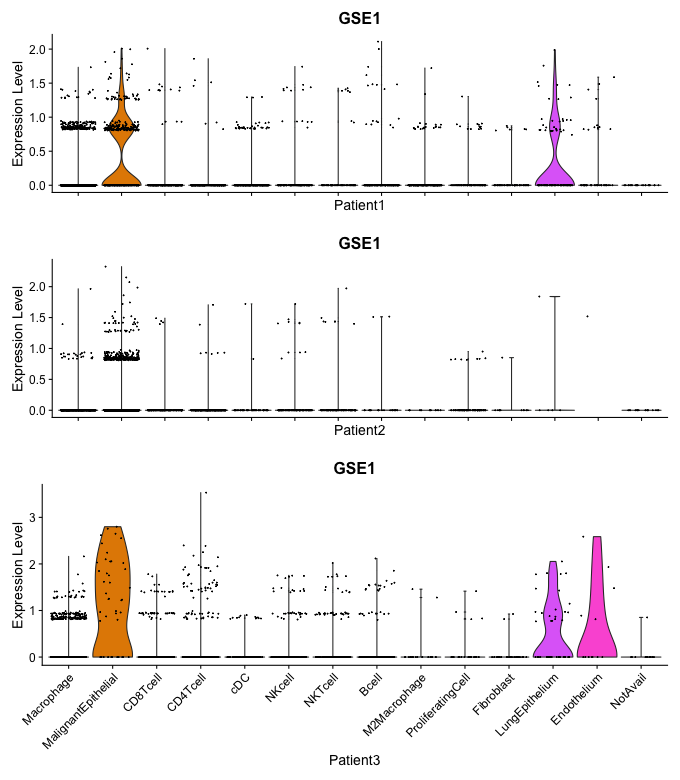 GSE1
Expression Level
2.0
1.5
1.0
0.5
0.0
Patient1
GSE1
Expression Level
2.0
1.5
1.0
0.5
0.0
Patient2
GSE1
Expression Level
3
2
1
0
Macrophage
MalignantEpithelial
CD8Tcell
CD4Tcell
cDC
NKcell
NKTcell
Bcell
M2Macrophage
ProliferatingCell
Fibroblast
LungEpithelium
Endothelium
NotAvail
Patient3